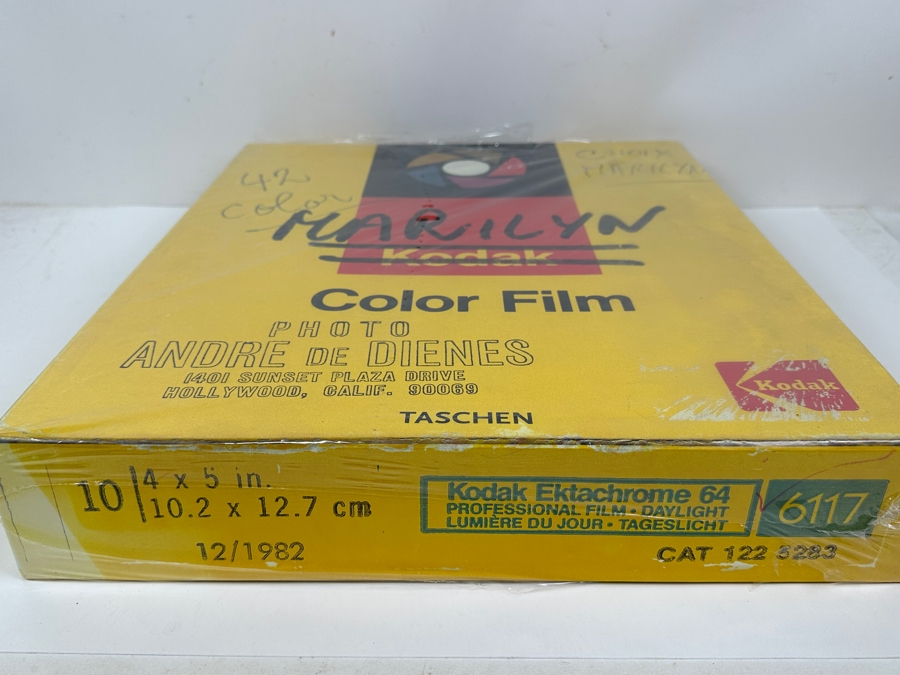 42
color
MARILYN
Kodak
Color Film
PHOTO
ANDRE DE DIENES
1401 SUNSET PLAZA DRIVE
HOLLYWOOD, CALIF. 90069
Kodak
TASCHEN
10
4 x 5 in.
10.2 x 12.7 cm
12/1982
Kodak Ektachrome 64
PROFESSIONAL FILM • DAYLIGHT
LUMIÈRE DU JOUR • TAGESLICHT
6117
CAT 122 5283
MARILYN